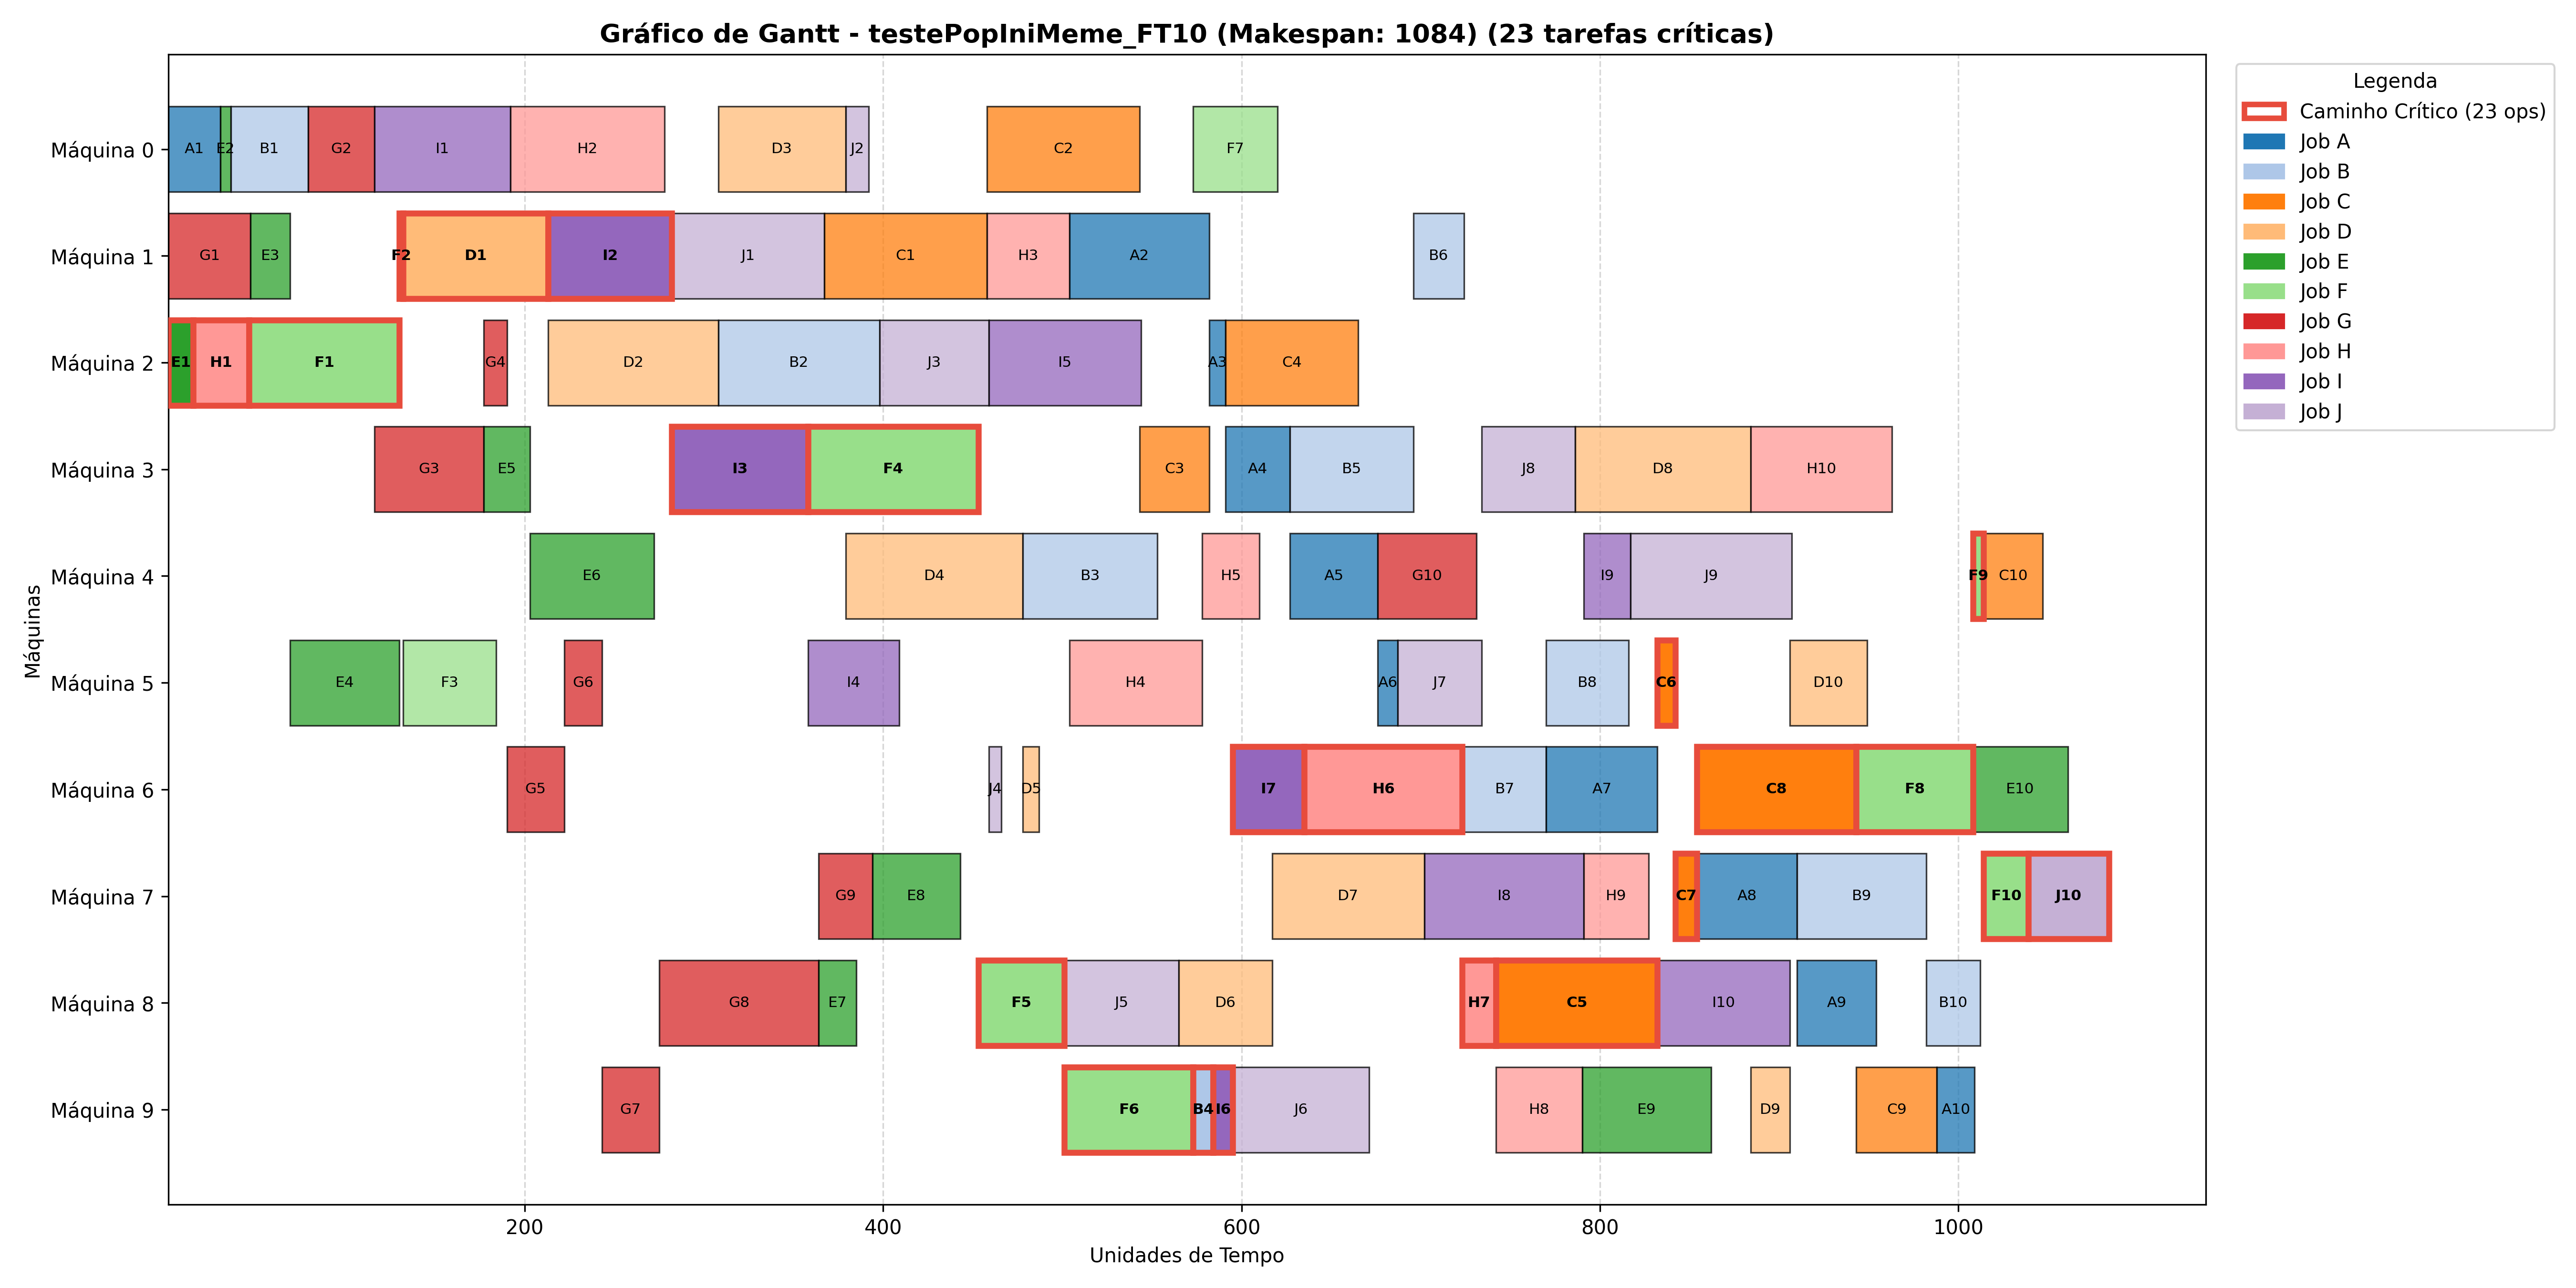 Gráfico de Gantt - testePopIniMeme_FT10 (Makespan: 1084) (23 tarefas críticas)
Máquina 0
A1 E2 B1 G2 I1 H2 D3 J2 C2 F7
Máquina 1
G1 E3 F2 D1 I2 J1 C1 H3 A2 B6
Máquina 2
E1 H1 F1 G4 D2 B2 J3 I5 A3 C4
Máquina 3
G3 E5 I3 F4 C3 A4 B5 J8 D8 H10
Máquina 4
E6 D4 B3 H5 A5 G10 I9 J9 F9 C10
Máquina 5
E4 F3 G6 I4 H4 A6 J7 B8 C6 D10
Máquina 6
G5 J4 D5 I7 H6 B7 A7 C8 F8 E10
Máquina 7
G9 E8 D7 I8 H9 C7 A8 B9 F10 J10
Máquina 8
G8 E7 F5 J5 D6 H7 C5 I10 A9 B10
Máquina 9
G7 F6 B4 I6 J6 H8 E9 D9 C9 A10
Máquinas
200 400 600 800 1000
Unidades de Tempo
Legenda
Caminho Crítico (23 ops)
Job A
Job B
Job C
Job D
Job E
Job F
Job G
Job H
Job I
Job J